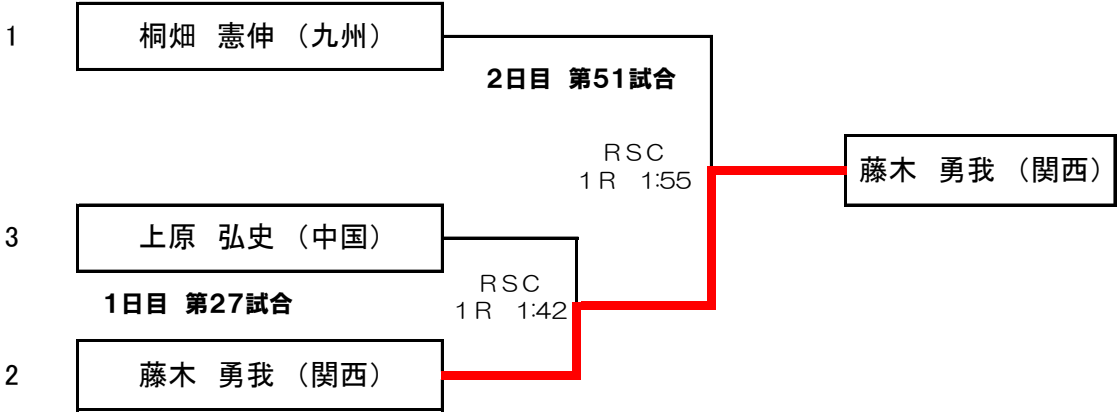 1 桐畑 憲伸 （九州）
2日目 第51試合
ＲＳＣ
１Ｒ 1:55
藤木 勇我 （関西）
3 上原 弘史 （中国）
ＲＳＣ
1日目 第27試合
１Ｒ 1:42
2 藤木 勇我 （関西）